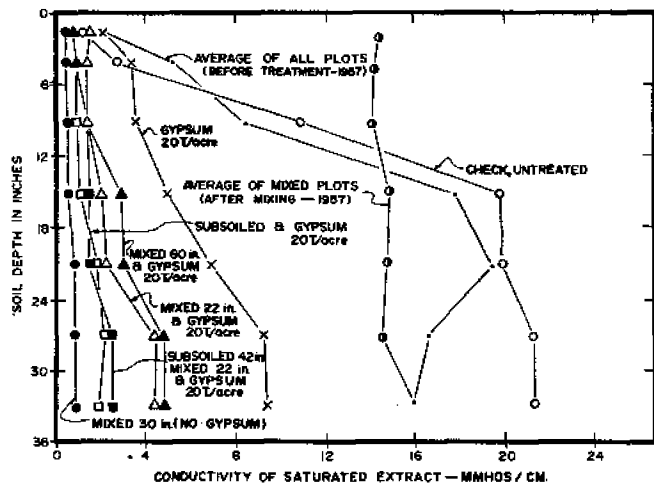 0
6
12
18
24
30
36
SOIL DEPTH IN INCHES
AVERAGE OF ALL PLOTS
(BEFORE TREATMENT-1957)
GYPSUM
20T/acre
CHECK, UNTREATED
AVERAGE OF MIXED PLOTS
(AFTER MIXING-1957)
SUBSOILED & GYPSUM
20T/acre
MIXED 60 in.
& GYPSUM
20T/acre
MIXED 22 in.
& GYPSUM
20T/acre
SUBSOILED 42in
MIXED 22 in.
& GYPSUM
20T/acre
MIXED 30 in.(NO GYPSUM)
0 4 8 12 16 20 24
CONDUCTIVITY OF SATURATED EXTRACT—MMHOS/CM.